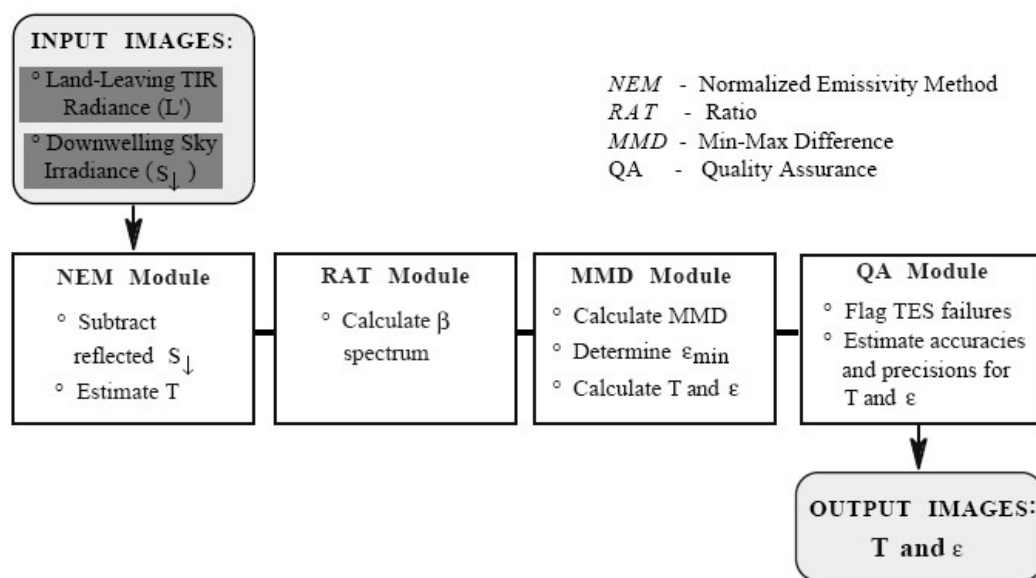 INPUT IMAGES:
° Land-Leaving TIR
Radiance (L')
° Downwelling Sky
Irradiance (S↓)
NEM - Normalized Emissivity Method
RAT - Ratio
MMD - Min-Max Difference
QA - Quality Assurance
NEM Module
° Subtract
reflected S↓
° Estimate T
RAT Module
° Calculate β
spectrum
MMD Module
° Calculate MMD
° Determine εmin
° Calculate T and ε
QA Module
° Flag TES failures
° Estimate accuracies
and precisions for
T and ε
OUTPUT IMAGES:
T and ε